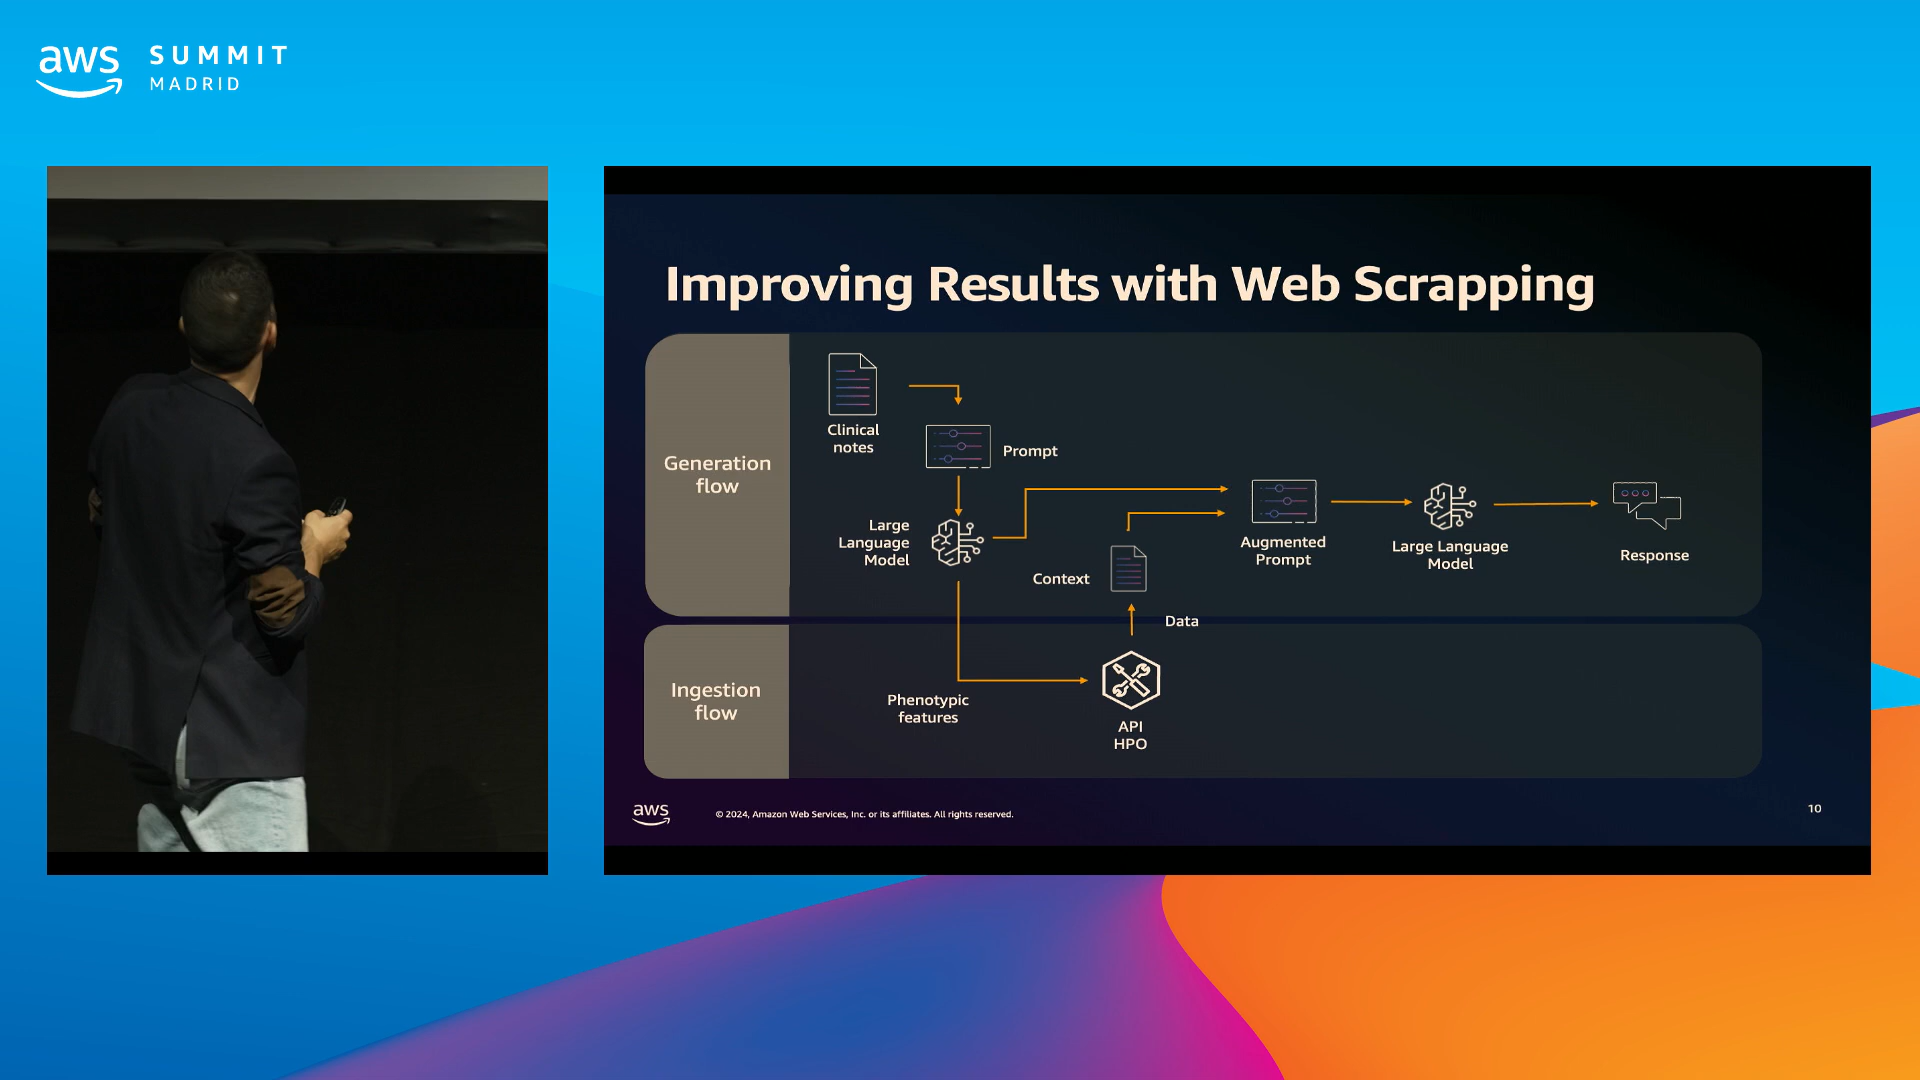 aws
SUMMIT
MADRID
Improving Results with Web Scrapping
Generation
flow
Clinical
notes
Prompt
Large
Language
Model
Context
Augmented
Prompt
Large Language
Model
Response
Data
Ingestion
flow
Phenotypic
features
API
HPO
aws
© 2024, Amazon Web Services, Inc. or its affiliates. All rights reserved.
10